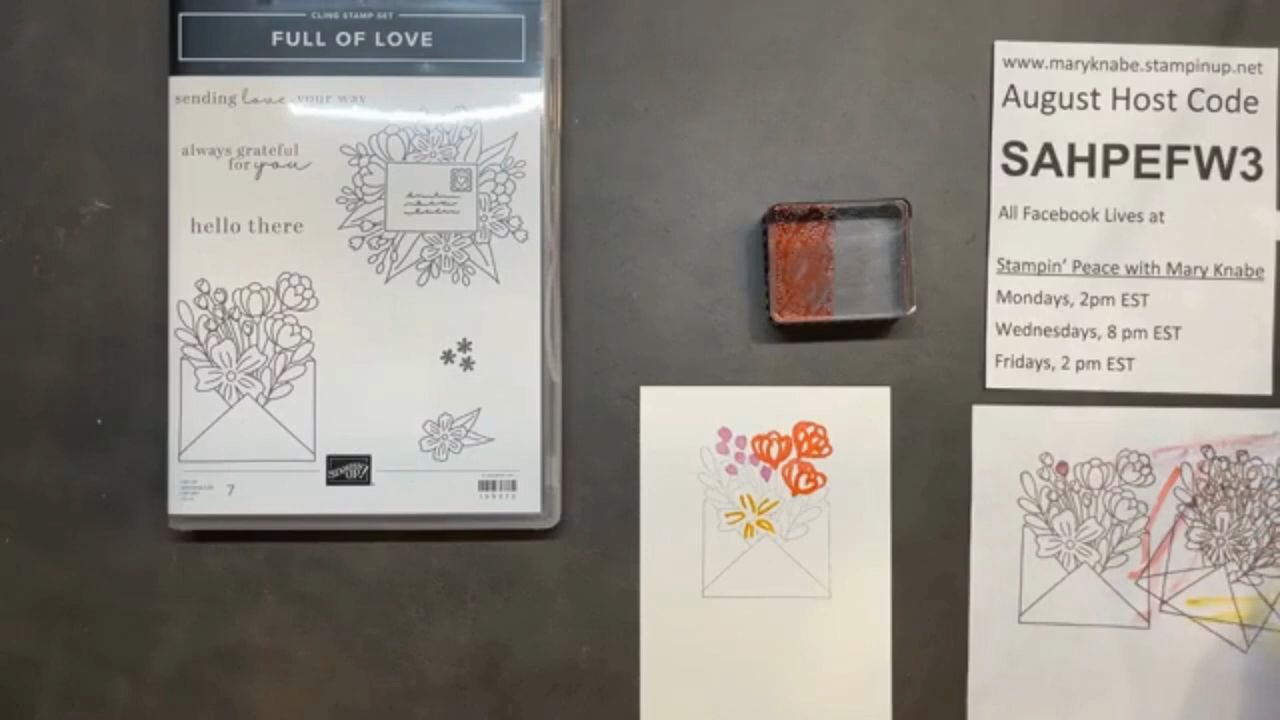 CLING STAMP SET
FULL OF LOVE
sending love your way
always grateful
for you
hello there
STAMPIN' UP!
7
www.maryknabe.stampinup.net
August Host Code
SAHPEFW3
All Facebook Lives at
Stampin' Peace with Mary Knabe
Mondays, 2pm EST
Wednesdays, 8 pm EST
Fridays, 2 pm EST